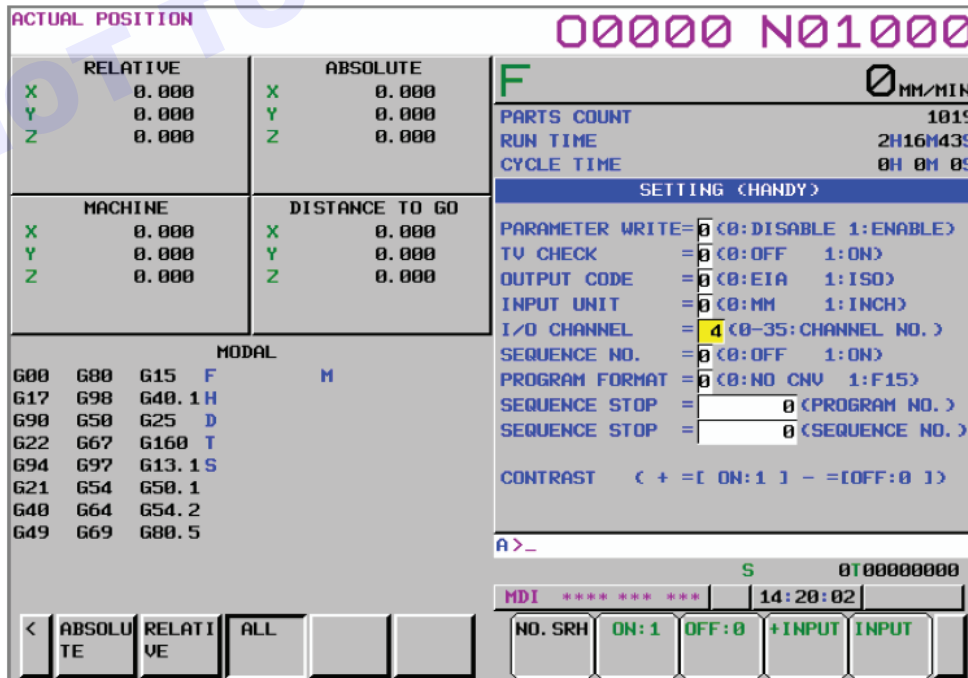 ACTUAL POSITION
O0000 N01000
RELATIVE
X 0.000
Y 0.000
Z 0.000
ABSOLUTE
X 0.000
Y 0.000
Z 0.000
MACHINE
X 0.000
Y 0.000
Z 0.000
DISTANCE TO GO
X 0.000
Y 0.000
Z 0.000
MODAL
G00 G80 G15 F M
G17 G98 G40.1 H
G90 G50 G25 D
G22 G67 G160 T
G94 G97 G13.1 S
G21 G54 G50.1
G40 G64 G54.2
G49 G69 G80.5
F 0 MM/MIN
PARTS COUNT 1019
RUN TIME 2H16M43S
CYCLE TIME 0H 0M 0S
SETTING (HANDY)
PARAMETER WRITE=0(0:DISABLE 1:ENABLE)
TV CHECK =0(0:OFF 1:ON)
OUTPUT CODE =0(0:EIA 1:ISO)
INPUT UNIT =0(0:MM 1:INCH)
I/O CHANNEL = 4(0-35:CHANNEL NO.)
SEQUENCE NO. =0(0:OFF 1:ON)
PROGRAM FORMAT =0(0:NO CNV 1:F15)
SEQUENCE STOP = 0(PROGRAM NO.)
SEQUENCE STOP = 0(SEQUENCE NO.)
CONTRAST ( + =[ ON:1 ] - =[OFF:0 ])
A>_
S 0T00000000
MDI **** *** *** 14:20:02
< ABSOLUTE RELATIVE ALL
NO.SRH ON:1 OFF:0 +INPUT INPUT